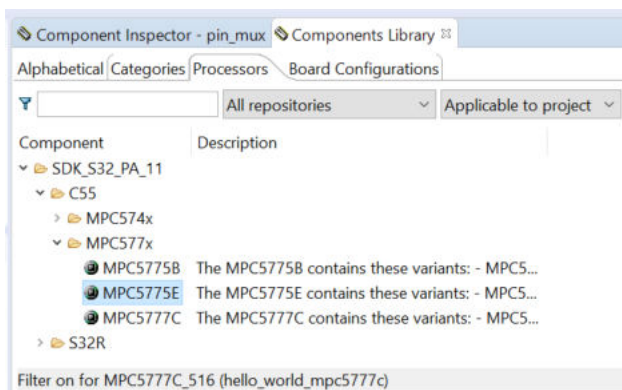 Component Inspector - pin_mux Components Library
Alphabetical Categories Processors Board Configurations
All repositories Applicable to project
Component Description
SDK_S32_PA_11
C55
MPC574x
MPC577x
MPC5775B The MPC5775B contains these variants: - MPC5...
MPC5775E The MPC5775E contains these variants: - MPC5...
MPC5777C The MPC5777C contains these variants: - MPC5...
S32R
Filter on for MPC5777C_516 (hello_world_mpc5777c)